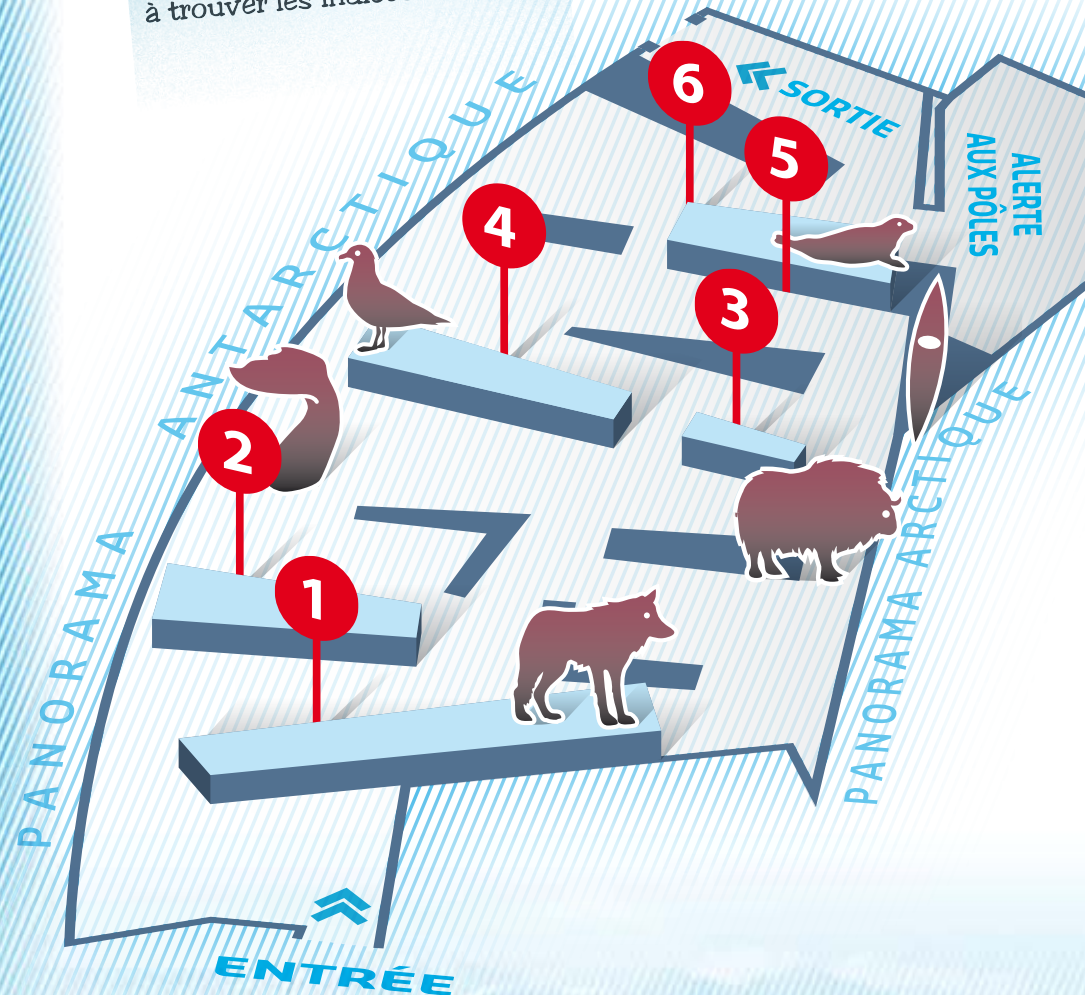 à trouver les
6
SORTIE
5
ALERTE
AUX PÔLES
4
3
PANORAMA ANTARCTIQUE
2
PANORAMA ARCTIQUE
1
ENTRÉE